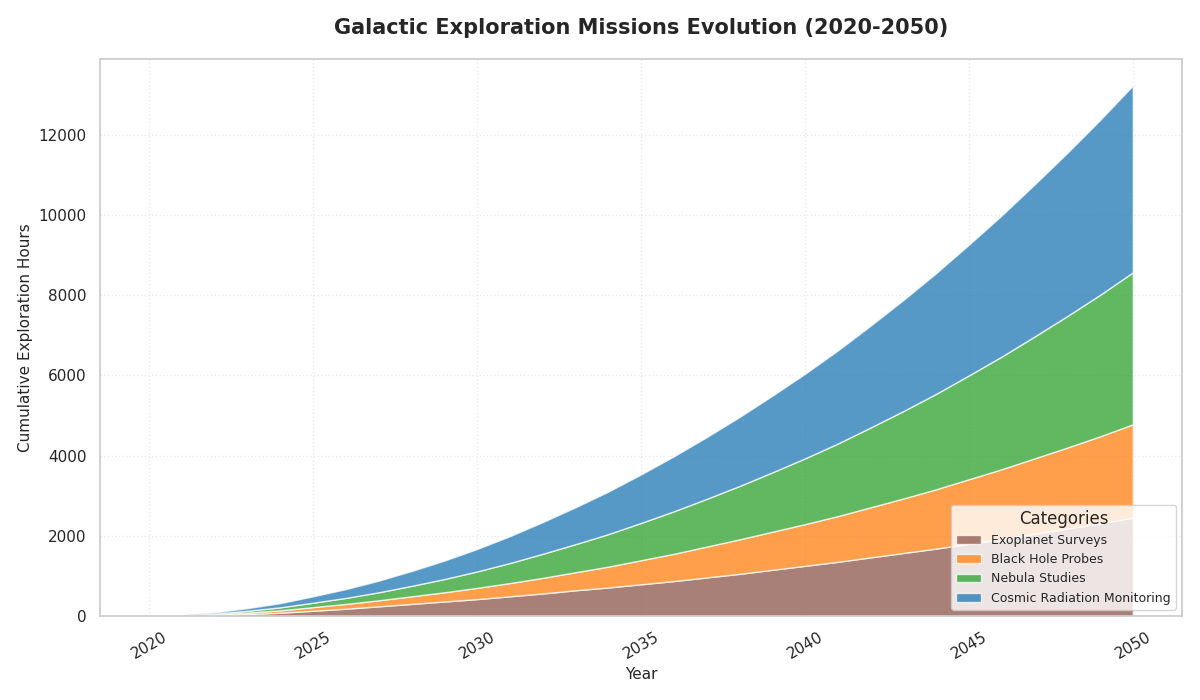 Galactic Exploration Missions Evolution (2020-2050)
Cumulative Exploration Hours
12000
10000
8000
6000
4000
2000
0
Categories
Exoplanet Surveys
Black Hole Probes
Nebula Studies
Cosmic Radiation Monitoring
2020
2025
2030
2035
2040
2045
2050
Year